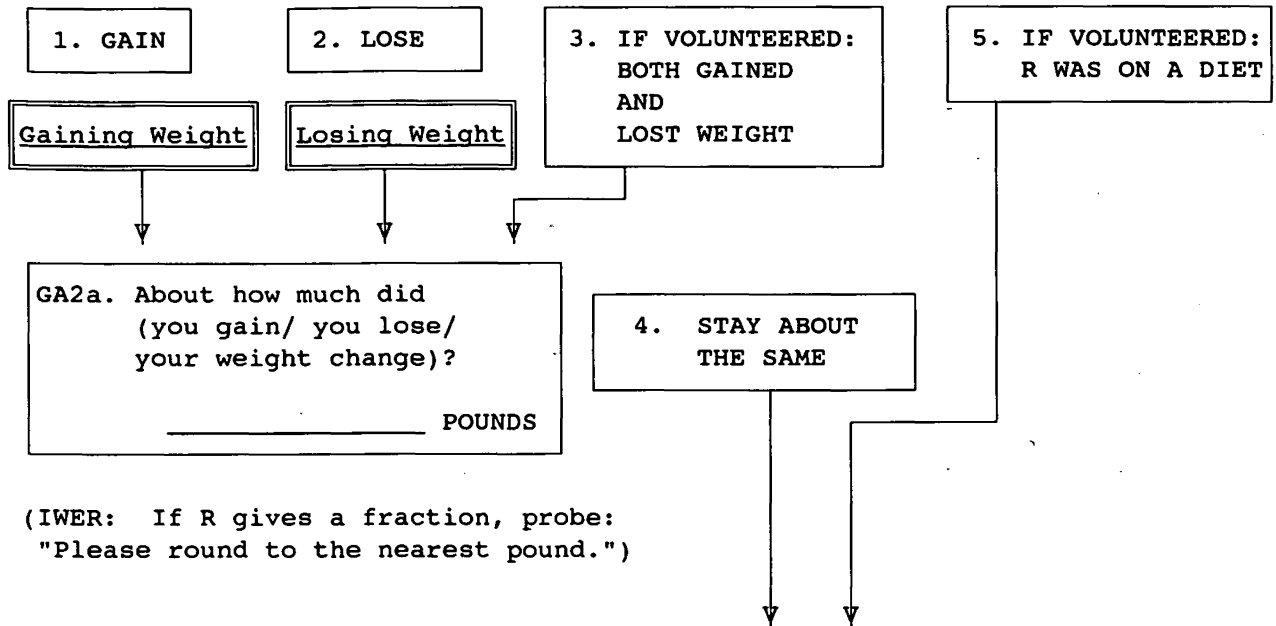 1. GAIN
2. LOSE
3. IF VOLUNTEERED:
BOTH GAINED
AND
LOST WEIGHT
5. IF VOLUNTEERED:
R WAS ON A DIET
Gaining Weight
Losing Weight
GA2a. About how much did
(you gain/ you lose/
your weight change)?
POUNDS
4. STAY ABOUT
THE SAME
(IWER: If R gives a fraction, probe:
"Please round to the nearest pound.")